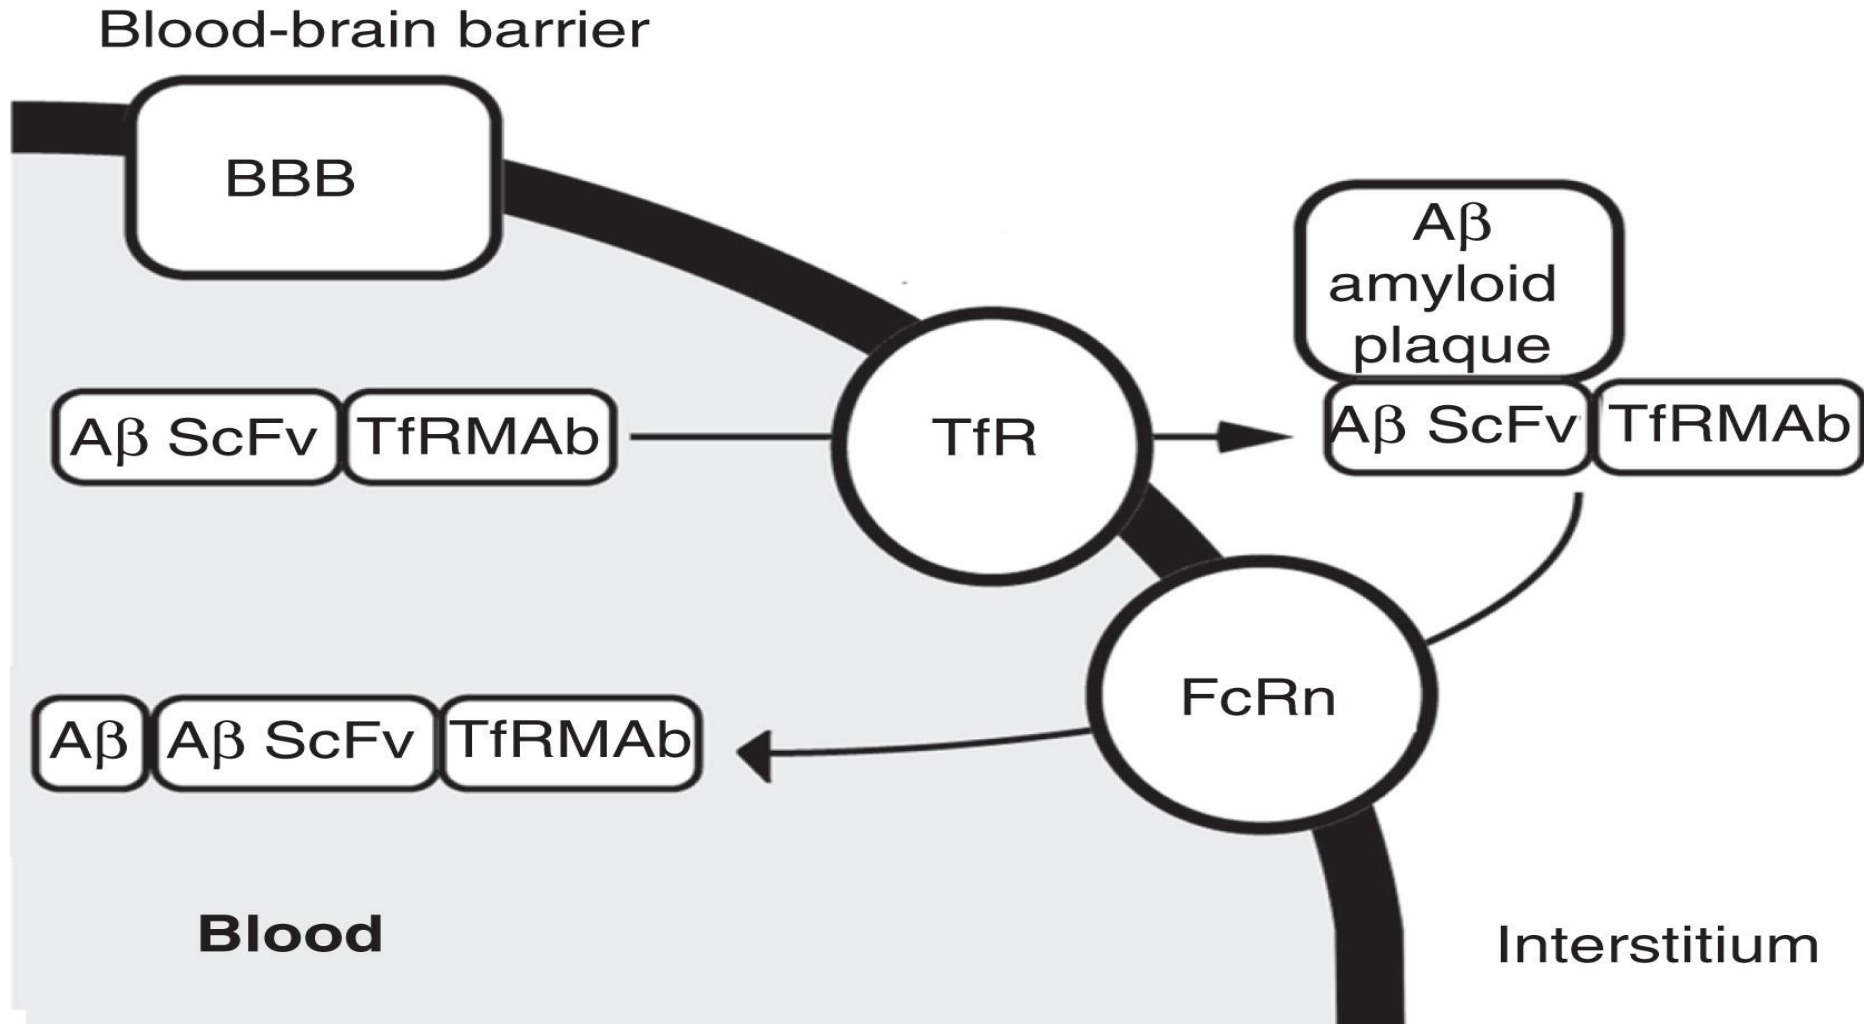 Blood-brain barrier
BBB
Aβ
amyloid
plaque
Aβ ScFv TfRMAb
TfR
Aβ ScFv TfRMAb
FcRn
Aβ Aβ ScFv TfRMAb
Blood
Interstitium